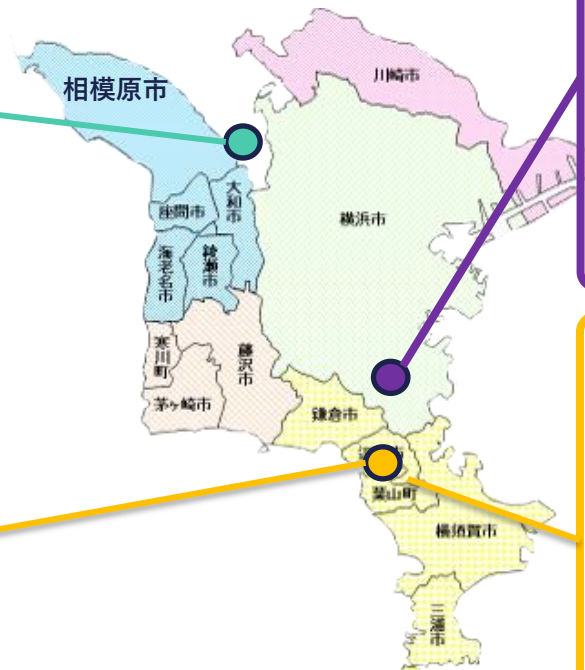 川崎市
相模原市
大和市
座間市
横浜市
海老名市
綾瀬市
寒川町
藤沢市
茅ヶ崎市
鎌倉市
葉山町
横須賀市
三浦市